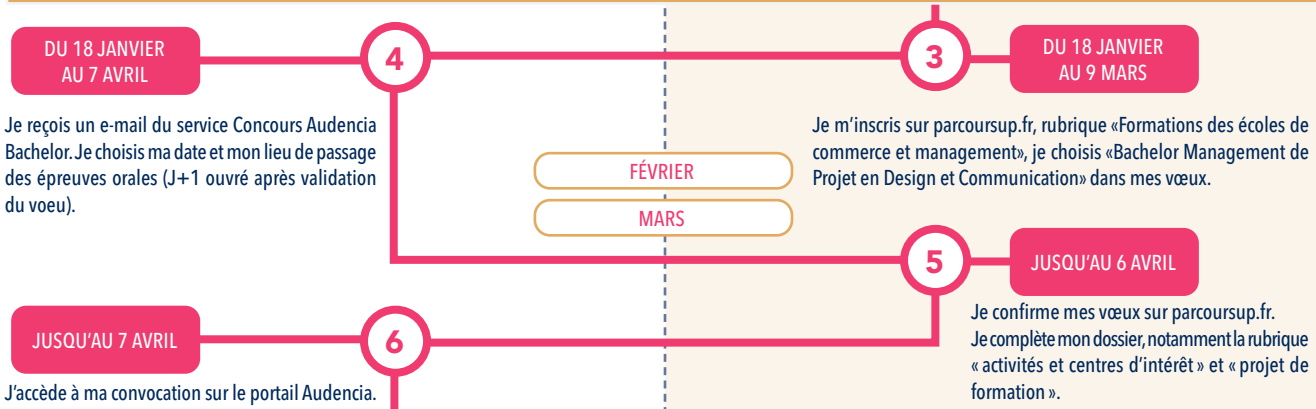 DU 18 JANVIER
AU 7 AVRIL
4
Je reçois un e-mail du service Concours Audencia
Bachelor. Je choisis ma date et mon lieu de passage
des épreuves orales (J+1 ouvré après validation
du voeu).
3
DU 18 JANVIER
AU 9 MARS
Je m’inscris sur parcoursup.fr, rubrique «Formations des écoles de
commerce et management», je choisis «Bachelor Management de
Projet en Design et Communication» dans mes vœux.
FÉVRIER
MARS
5
JUSQU’AU 6 AVRIL
Je confirme mes vœux sur parcoursup.fr.
Je complète mon dossier, notamment la rubrique
« activités et centres d’intérêt » et « projet de
formation ».
JUSQU’AU 7 AVRIL
6
J’accède à ma convocation sur le portail Audencia.